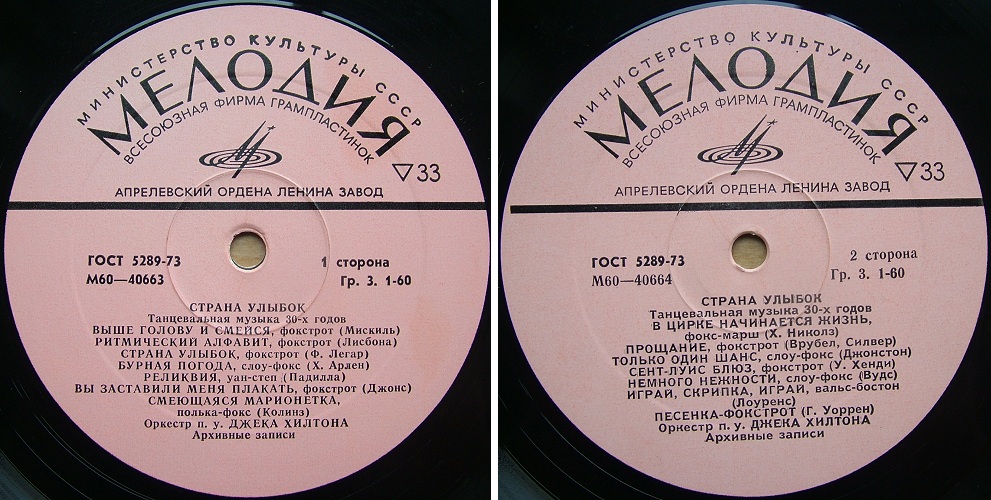 МИНИСТЕРСТВО КУЛЬТУРЫ СССР
МЕЛОДИЯ
ВСЕСОЮЗНАЯ ФИРМА ГРАМПЛАСТИНОК
▽33
АПРЕЛЕВСКИЙ ОРДЕНА ЛЕНИНА ЗАВОД
ГОСТ 5289-73
1 сторона
М60—40663
Гр. 3. 1-60
СТРАНА УЛЫБОК
Танцевальная музыка 30-х годов
ВЫШЕ ГОЛОВУ И СМЕЙСЯ, фокстрот (Мискиль)
РИТМИЧЕСКИЙ АЛФАВИТ, фокстрот (Лисбона)
СТРАНА УЛЫБОК, фокстрот (Ф. Легар)
БУРНАЯ ПОГОДА, слоу-фокс (Х. Арлен)
РЕЛИКВИЯ, уан-степ (Падилла)
ВЫ ЗАСТАВИЛИ МЕНЯ ПЛАКАТЬ, фокстрот (Джонс)
СМЕЮЩАЯСЯ МАРИОНЕТКА,
полька-фокс (Колинз)
Оркестр п. у. ДЖЕКА ХИЛТОНА
Архивные записи
МИНИСТЕРСТВО КУЛЬТУРЫ СССР
МЕЛОДИЯ
ВСЕСОЮЗНАЯ ФИРМА ГРАМПЛАСТИНОК
▽33
АПРЕЛЕВСКИЙ ОРДЕНА ЛЕНИНА ЗАВОД
ГОСТ 5289-73
2 сторона
М60—40664
Гр. 3. 1-60
СТРАНА УЛЫБОК
Танцевальная музыка 30-х годов
В ЦИРКЕ НАЧИНАЕТСЯ ЖИЗНЬ,
фокс-марш (Х. Николз)
ПРОЩАНИЕ, фокстрот (Врубел, Силвер)
ТОЛЬКО ОДИН ШАНС, слоу-фокс (Джонстон)
СЕНТ-ЛУИС БЛЮЗ, фокстрот (У. Хенди)
НЕМНОГО НЕЖНОСТИ, слоу-фокс (Вудс)
ИГРАЙ, СКРИПКА, ИГРАЙ, вальс-бостон
(Лоуренс)
ПЕСЕНКА-ФОКСТРОТ (Г. Уоррен)
Оркестр п. у. ДЖЕКА ХИЛТОНА
Архивные записи